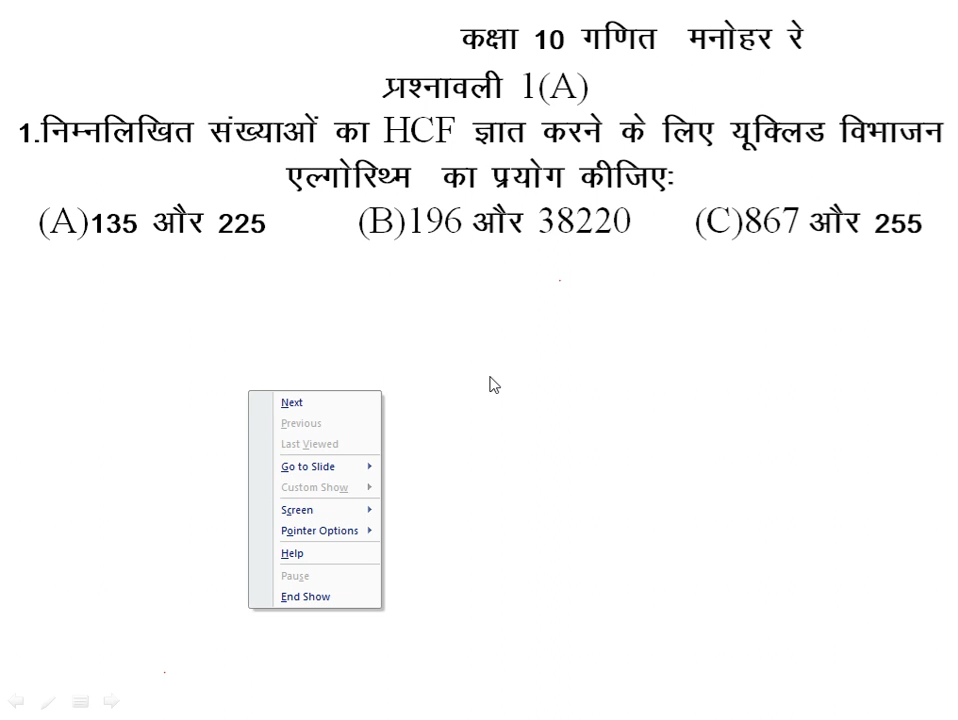 कक्षा 10 गणित मनोहर रे
प्रश्नावली 1(A)
1.निम्नलिखित संख्याओं का HCF ज्ञात करने के लिए यूक्लिड विभाजन
एल्गोरिथ्म का प्रयोग कीजिएः
(A)135 और 225 (B)196 और 38220 (C)867 और 255
Next
Previous
Last Viewed
Go to Slide
Custom Show
Screen
Pointer Options
Help
Pause
End Show